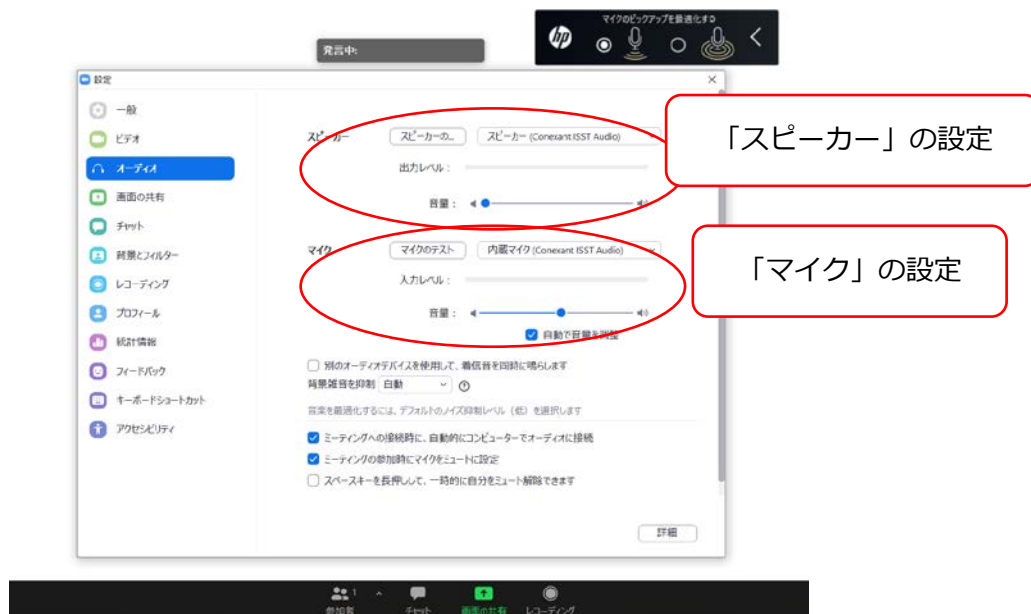 マイクのピックアップを最適化する
hp
発言中:
設定
一般
ビデオ
オーディオ
画面の共有
チャット
背景とフィルター
レコーディング
プロフィール
統計情報
フィードバック
キーボードショートカット
アクセシビリティ
スピーカー スピーカーの... スピーカー (Conexant ISST Audio)
出力レベル:
音量:
マイク マイクのテスト 内蔵マイク (Conexant ISST Audio)
入力レベル:
音量:
自動で音量を調整
別のオーディオデバイスを使用して、着信音を同時に鳴らします
背景雑音を抑制 自動
音楽を最適化するには、デフォルトのノイズ抑制レベル(低)を選択します
ミーティングへの接続時に、自動的にコンピューターでオーディオに接続
ミーティングの参加時にマイクをミュートに設定
スペースキーを長押しして、一時的に自分をミュート解除できます
詳細
「スピーカー」の設定
「マイク」の設定
1
参加者 チャット 画面の共有 レコーディング